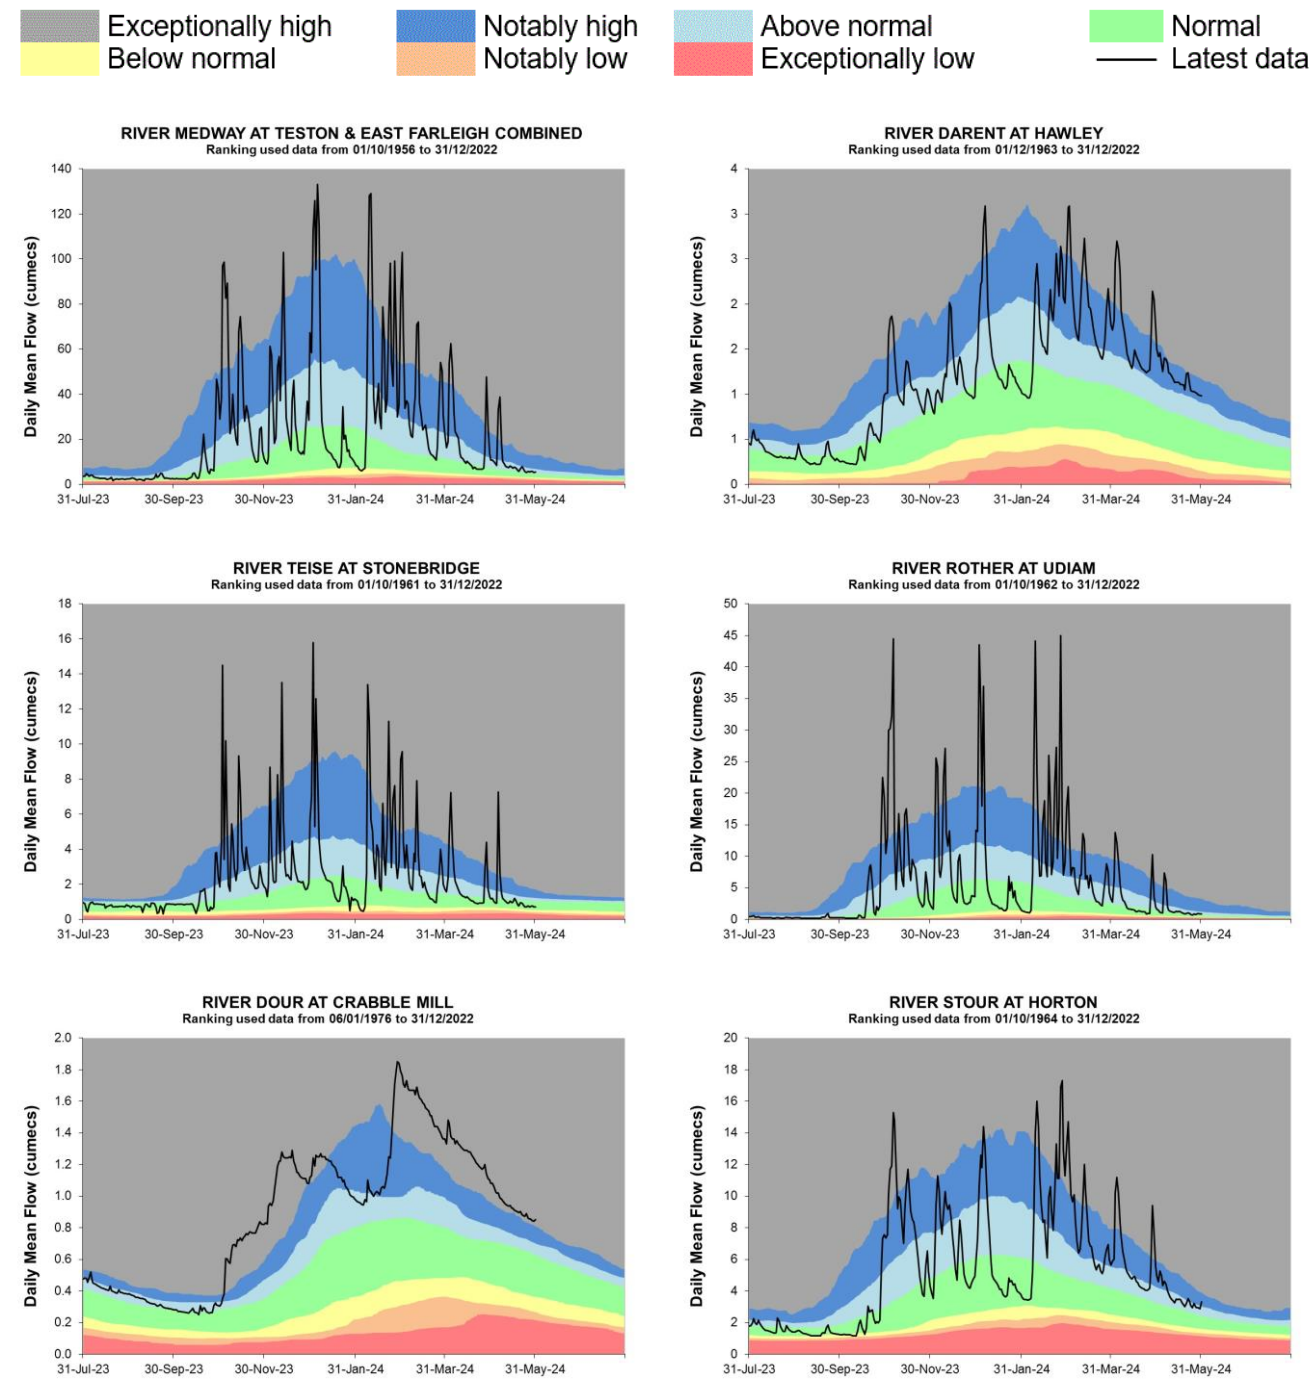 Exceptionally high Notably high Above normal Normal
Below normal Notably low Exceptionally low Latest data
RIVER MEDWAY AT TESTON & EAST FARLEIGH COMBINED
Ranking used data from 01/10/1956 to 31/12/2022
Daily Mean Flow (cumecs)
140
120
100
80
60
40
20
0
31-Jul-23 30-Sep-23 30-Nov-23 31-Jan-24 31-Mar-24 31-May-24
RIVER DARENT AT HAWLEY
Ranking used data from 01/12/1963 to 31/12/2022
Daily Mean Flow (cumecs)
4
3
3
2
2
1
1
0
31-Jul-23 30-Sep-23 30-Nov-23 31-Jan-24 31-Mar-24 31-May-24
RIVER TEISE AT STONEBRIDGE
Ranking used data from 01/10/1961 to 31/12/2022
Daily Mean Flow (cumecs)
18
16
14
12
10
8
6
4
2
0
31-Jul-23 30-Sep-23 30-Nov-23 31-Jan-24 31-Mar-24 31-May-24
RIVER ROTHER AT UDIAM
Ranking used data from 01/10/1962 to 31/12/2022
Daily Mean Flow (cumecs)
50
45
40
35
30
25
20
15
10
5
0
31-Jul-23 30-Sep-23 30-Nov-23 31-Jan-24 31-Mar-24 31-May-24
RIVER DOUR AT CRABBLE MILL
Ranking used data from 06/01/1976 to 31/12/2022
Daily Mean Flow (cumecs)
2.0
1.8
1.6
1.4
1.2
1.0
0.8
0.6
0.4
0.2
0.0
31-Jul-23 30-Sep-23 30-Nov-23 31-Jan-24 31-Mar-24 31-May-24
RIVER STOUR AT HORTON
Ranking used data from 01/10/1964 to 31/12/2022
Daily Mean Flow (cumecs)
20
18
16
14
12
10
8
6
4
2
0
31-Jul-23 30-Sep-23 30-Nov-23 31-Jan-24 31-Mar-24 31-May-24